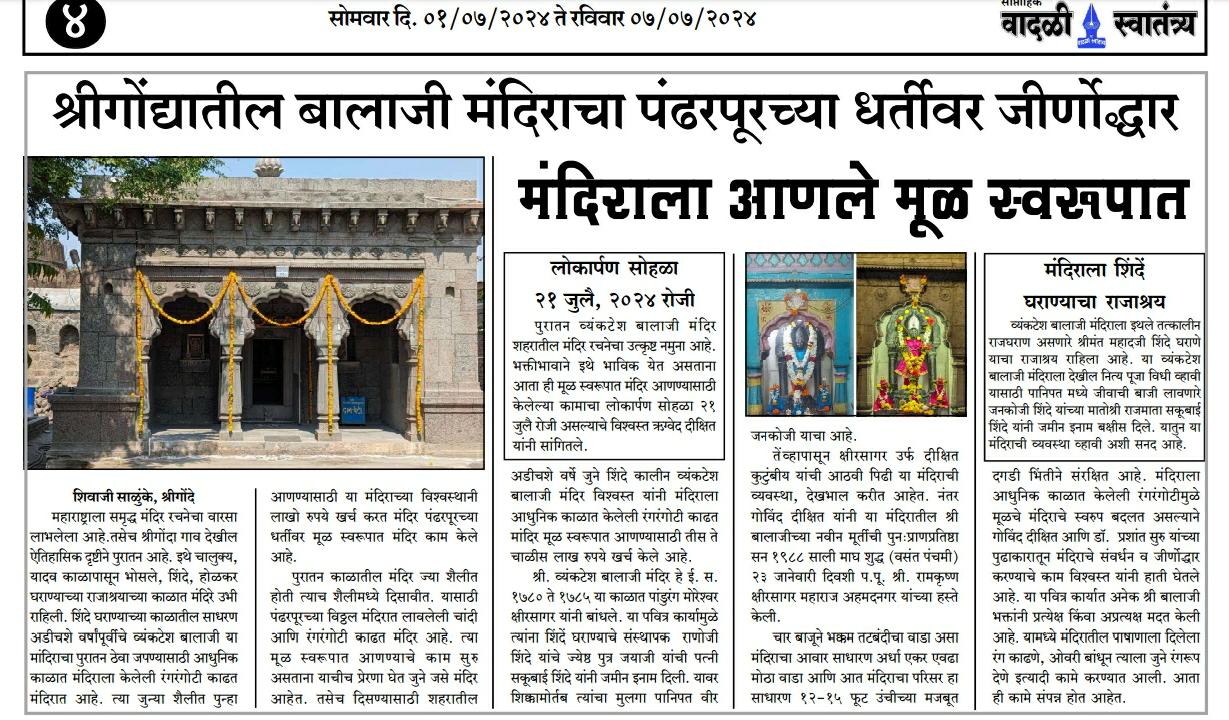 ४
सोमवार दि. ०१/०७/२०२४ ते रविवार ०७/०७/२०२४
साप्ताहिक
वादळी स्वातंत्र्य
श्रीगोंद्यातील बालाजी मंदिराचा पंढरपूरच्या धर्तीवर जीर्णोद्धार
मंदिराला आणले मूळ स्वरूपात
शिवाजी साळुंके, श्रीगोंदे
महाराष्ट्राला समृद्ध मंदिर रचनेचा वारसा
लाभलेला आहे.तसेच श्रीगोंदा गाव देखील
ऐतिहासिक दृष्टीने पुरातन आहे. इथे चालुक्य,
यादव काळापासून भोसले, शिंदे, होळकर
घराण्याच्या राजाश्रयाच्या काळात मंदिरे उभी
राहिली. शिंदे घराण्याच्या काळातील साधरण
अडीचशे वर्षांपूर्वीचे व्यंकटेश बालाजी या
मांदिराचा पुरातन ठेवा जपण्यासाठी आधुनिक
काळात मांदिराला केलेली रंगरंगोटी काढत
मंदिरात आहे. त्या जुन्या शैलीत पुन्हा
आणण्यासाठी या मंदिराच्या विश्वस्थानी
लाखो रुपये खर्च करत मंदिर पंढरपूरच्या
धर्तीवर मूळ स्वरूपात मांदिर काम केले
आहे.
पुरातन काळातील मंदिर ज्या शैलीत
होती त्याच शैलीमध्ये दिसावीत. यासाठी
पंढरपूरच्या विठ्ठल मंदिरात लावलेली चांदी
आणि रंगरंगोटी काढत मंदिर आहे. त्या
मूळ स्वरूपात आणण्याचे काम सुरु
असताना याचीच प्रेरणा घेत जुने जसे मंदिर
आहेत. तसेच दिसण्यासाठी शहरातील
लोकार्पण सोहळा
२१ जुलै, २०२४ रोजी
पुरातन व्यंकटेश बालाजी मंदिर
शहरातील मंदिर रचनेचा उत्कृष्ट नमुना आहे.
भक्तीभावाने इथे भाविक येत असताना
आता ही मूळ स्वरूपात मंदिर आणण्यासाठी
केलेल्या कामाचा लोकार्पण सोहळा २१
जुलै रोजी असल्याचे विश्वस्त ऋग्वेद दीक्षित
यांनी सांगितले.
अडीचशे वर्षे जुने शिंदे कालीन व्यंकटेश
बालाजी मंदिर विश्वस्त यांनी मंदिराला
आधुनिक काळात केलेली रंगरंगोटी काढत
मांदिर मूळ स्वरूपात आणण्यासाठी तीस ते
चाळीस लाख रुपये खर्च केले आहे.
श्री. व्यंकटेश बालाजी मंदिर हे ई. स.
१७८० ते १७८५ या काळात पांडुरंग मोरेश्वर
क्षीरसागर यांनी बांधले. या पवित्र कार्यामुळे
त्यांना शिंदे घराण्याचे संस्थापक राणोजी
शिंदे यांचे ज्येष्ठ पुत्र जयाजी यांची पत्नी
सकूबाई शिंदे यांनी जमीन इनाम दिली. यावर
शिक्कामोर्तब त्यांचा मुलगा पानिपत वीर
जनकोजी याचा आहे.
तेंव्हापासून क्षीरसागर उर्फ दीक्षित
कुटुंबीय यांची आठवी पिढी या मंदिराची
व्यवस्था, देखभाल करीत आहेत. नंतर
गोविंद दीक्षित यांनी या मंदिरातील श्री
बालाजीच्या नवीन मूर्तीची पुनःप्राणप्रतिष्ठा
सन १९८८ साली माघ शुद्ध (वसंत पंचमी)
२३ जानेवारी दिवशी प.पू. श्री. रामकृष्ण
क्षीरसागर महाराज अहमदनगर यांच्या हस्ते
केली.
चार बाजूने भक्कम तटबंदीचा वाडा असा
मंदिराचा आवार साधारण अर्धा एकर एवढा
मोठा वाडा आणि आत मंदिराचा परिसर हा
साधारण १२-१५ फूट उंचीच्या मजबूत
मंदिराला शिंदें
घराण्याचा राजाश्रय
व्यंकटेश बालाजी मंदिराला इथले तत्कालीन
राजघराण असणारे श्रीमंत महादजी शिंदे घराणे
याचा राजाश्रय राहिला आहे. या व्यंकटेश
बालाजी मंदिराला देखील नित्य पूजा विधी व्हावी
यासाठी पानिपत मध्ये जीवाची बाजी लावणारे
जनकोजी शिंदे यांच्या मातोश्री राजमाता सकूबाई
शिंदे यांनी जमीन इनाम बक्षीस दिले. यातुन या
मंदिराची व्यवस्था व्हावी अशी सनद आहे.
दगडी भिंतीने संरक्षित आहे. मंदिराला
आधुनिक काळात केलेली रंगरंगोटीमुळे
मूळचे मंदिराचे स्वरुप बदलत असल्याने
गोविंद दीक्षित आणि डॉ. प्रशांत सुरु यांच्या
पुढाकारातून मंदिराचे संवर्धन व जीर्णोद्धार
करण्याचे काम विश्वस्त यांनी हाती घेतले
आहे. या पवित्र कार्यात अनेक श्री बालाजी
भक्तांनी प्रत्येक्ष किंवा अप्रत्यक्ष मदत केली
आहे. यामध्ये मंदिरातील पाषाणाला दिलेला
रंग काढणे, ओवरी बांधून त्याला जुने रंगरूप
देणे इत्यादी कामे करण्यात आली. आता
ही कामे संपन्न होत आहेत.